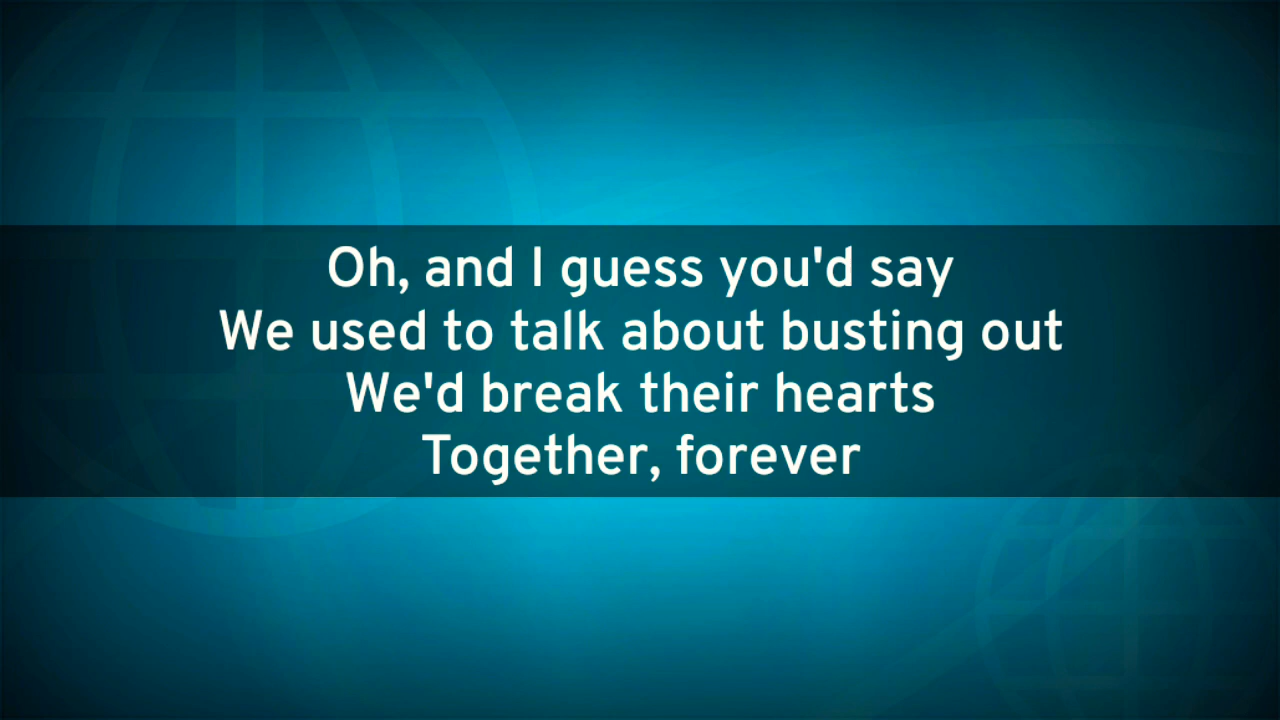 Oh, and I guess you'd say
We used to talk about busting out
We'd break their hearts
Together, forever